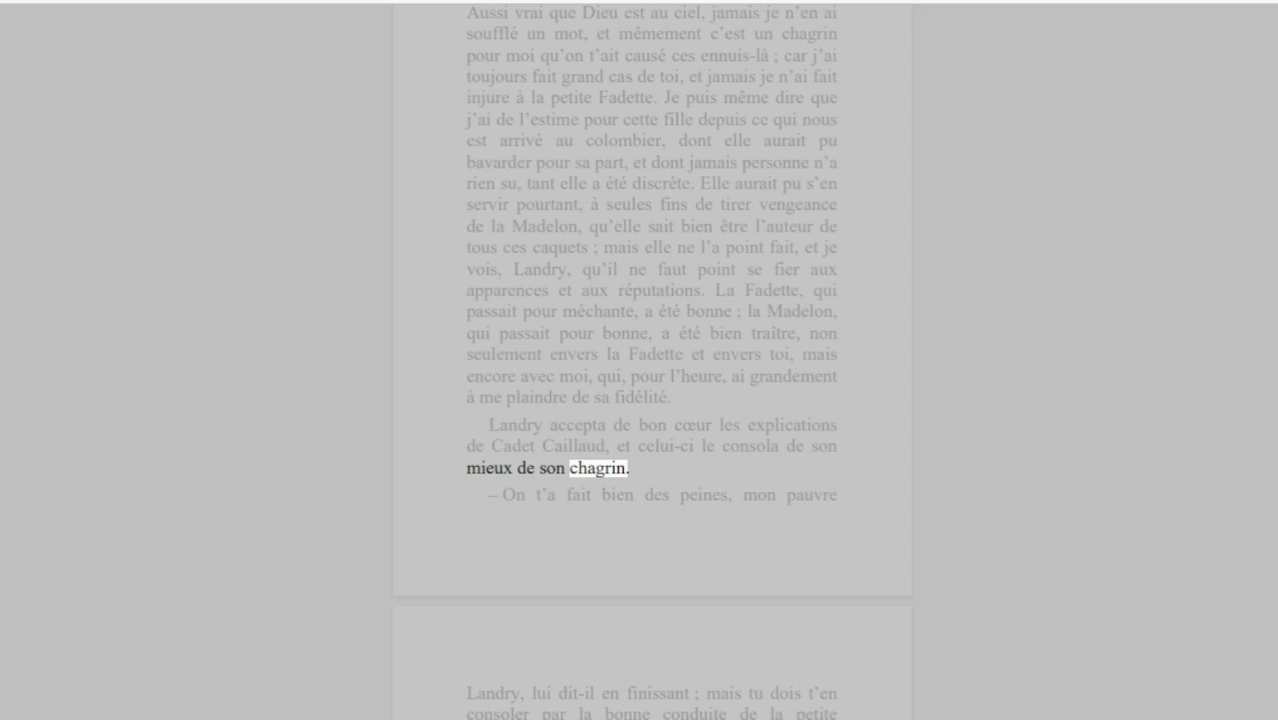 Aussi vrai que Dieu est au ciel, jamais je n'en ai
soufflé un mot, et mêmement c'est un chagrin
pour moi qu'on t'ait causé ces ennuis-là ; car j'ai
toujours fait grand cas de toi, et jamais je n'ai fait
injure à la petite Fadette. Je puis même dire que
j'ai de l'estime pour cette fille depuis ce qui nous
est arrivé au colombier, dont elle aurait pu
bavarder pour sa part, et dont jamais personne n'a
rien su, tant elle a été discrète. Elle aurait pu s'en
servir pourtant, à seules fins de tirer vengeance
de la Madelon, qu'elle sait bien être l'auteur de
tous ces caquets ; mais elle ne l'a point fait, et je
vois, Landry, qu'il ne faut point se fier aux
apparences et aux réputations. La Fadette, qui
passait pour méchante, a été bonne ; la Madelon,
qui passait pour bonne, a été bien traître, non
seulement envers la Fadette et envers toi, mais
encore avec moi, qui, pour l'heure, ai grandement
à me plaindre de sa fidélité.
Landry accepta de bon cœur les explications
de Cadet Caillaud, et celui-ci le consola de son
mieux de son chagrin.
– On t'a fait bien des peines, mon pauvre
Landry, lui dit-il en finissant ; mais tu dois t'en
consoler par la bonne conduite de la petite